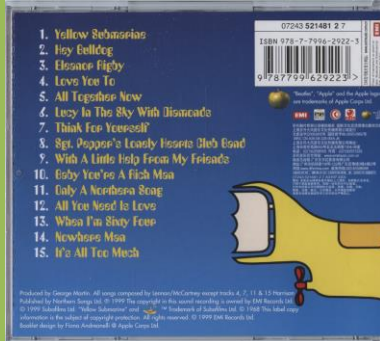 07243 521481 2 7
ISBN 978-7-7996-2922-3
9 787799 629223 >
EMI
1. Yellow Submarine
2. Hey Bulldog
3. Eleanor Rigby
4. Love You To
5. All Together Now
6. Lucy In The Sky With Diamonds
7. Think For Yourself
8. Sgt. Pepper's Lonely Hearts Club Band
9. With A Little Help From My Friends
10. Baby You're A Rich Man
11. Only A Northern Song
12. All You Need Is Love
13. When I'm Sixty Four
14. Nowhere Man
15. It's All Too Much
"Beatles", "Apple" and the Apple logo
are trademarks of Apple Corps Ltd.
EMI
Produced by George Martin. All songs composed by Lennon/McCartney except tracks 4, 7, 11 & 15 Harrison
Published by Northern Songs Ltd. ℗ 1999 The copyright in this sound recording is owned by EMI Records Ltd.
© 1999 Subafilms Ltd. "Yellow Submarine" and ™ Trademark of Subafilms Ltd. © 1968 This label copy
information is the subject of copyright protection. All rights reserved. © 1999 EMI Records Ltd.
Booklet design by Fiona Andreanelli @ Apple Corps Ltd.